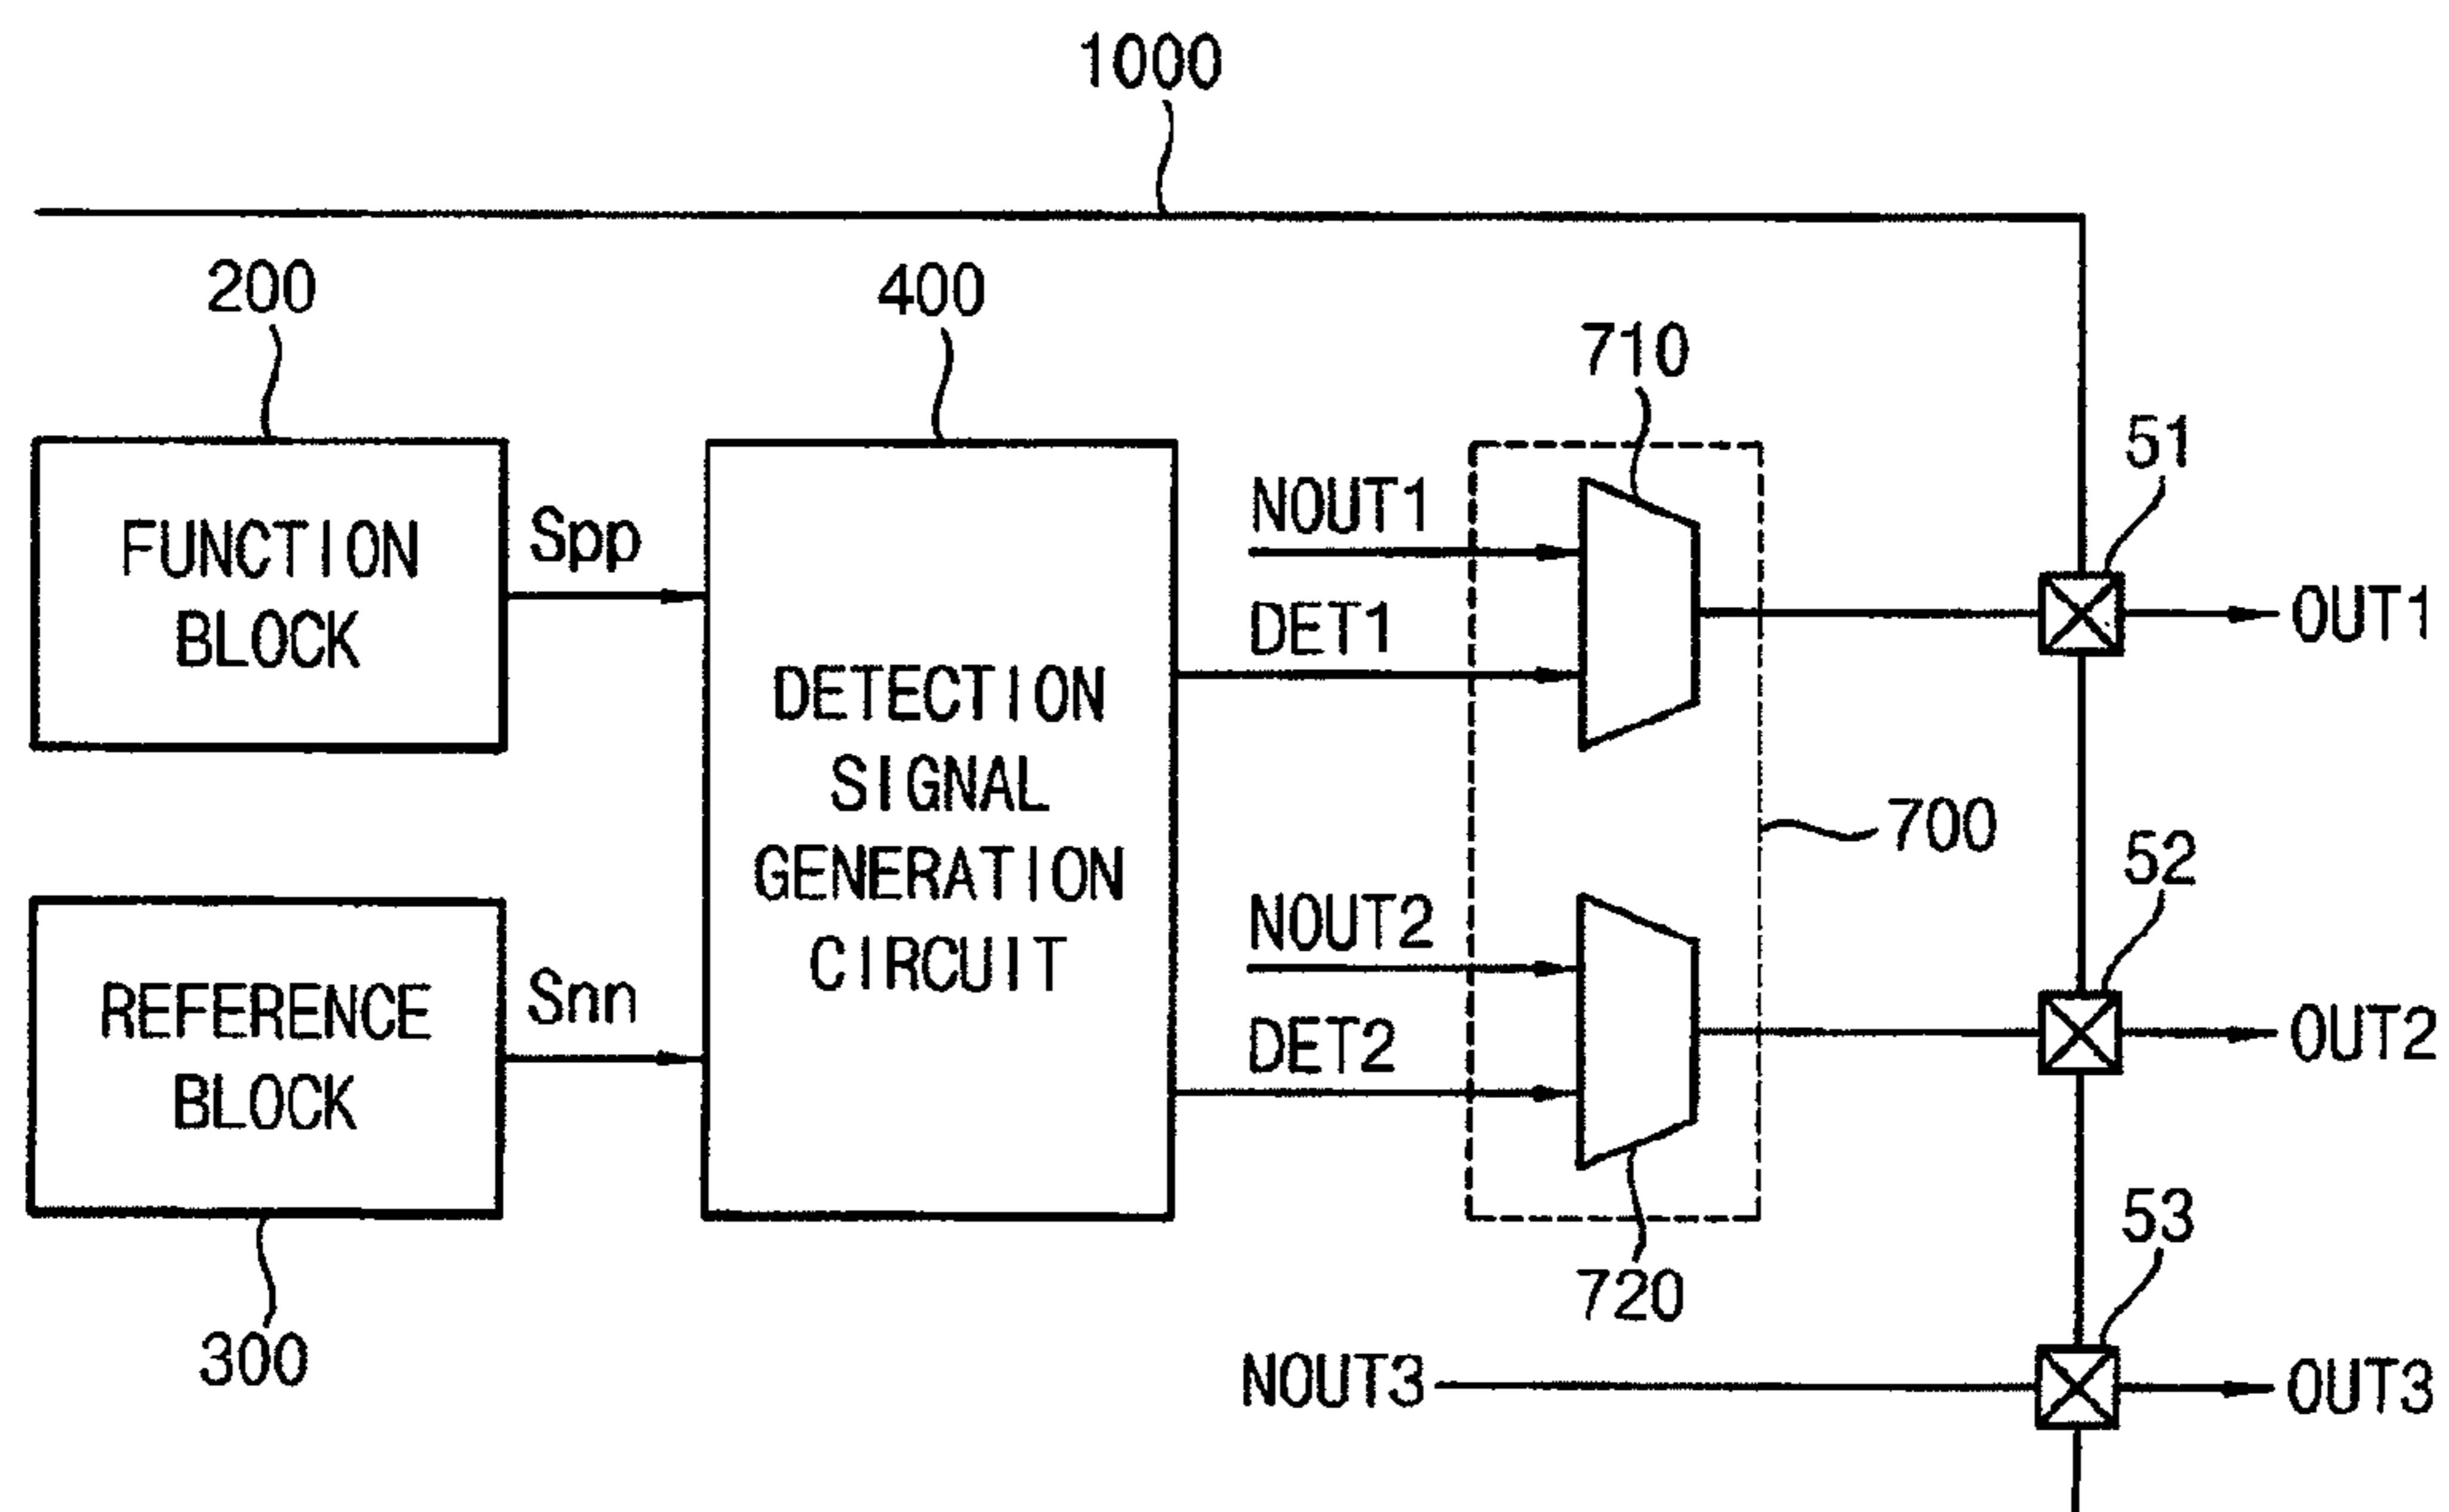 1000
200
400
710
51
FUNCTION
BLOCK
Spp
NOUT1
DET1
OUT1
DETECTION
SIGNAL
GENERATION
CIRCUIT
700
52
REFERENCE
BLOCK
Snn
NOUT2
DET2
OUT2
53
720
300
NOUT3
OUT3